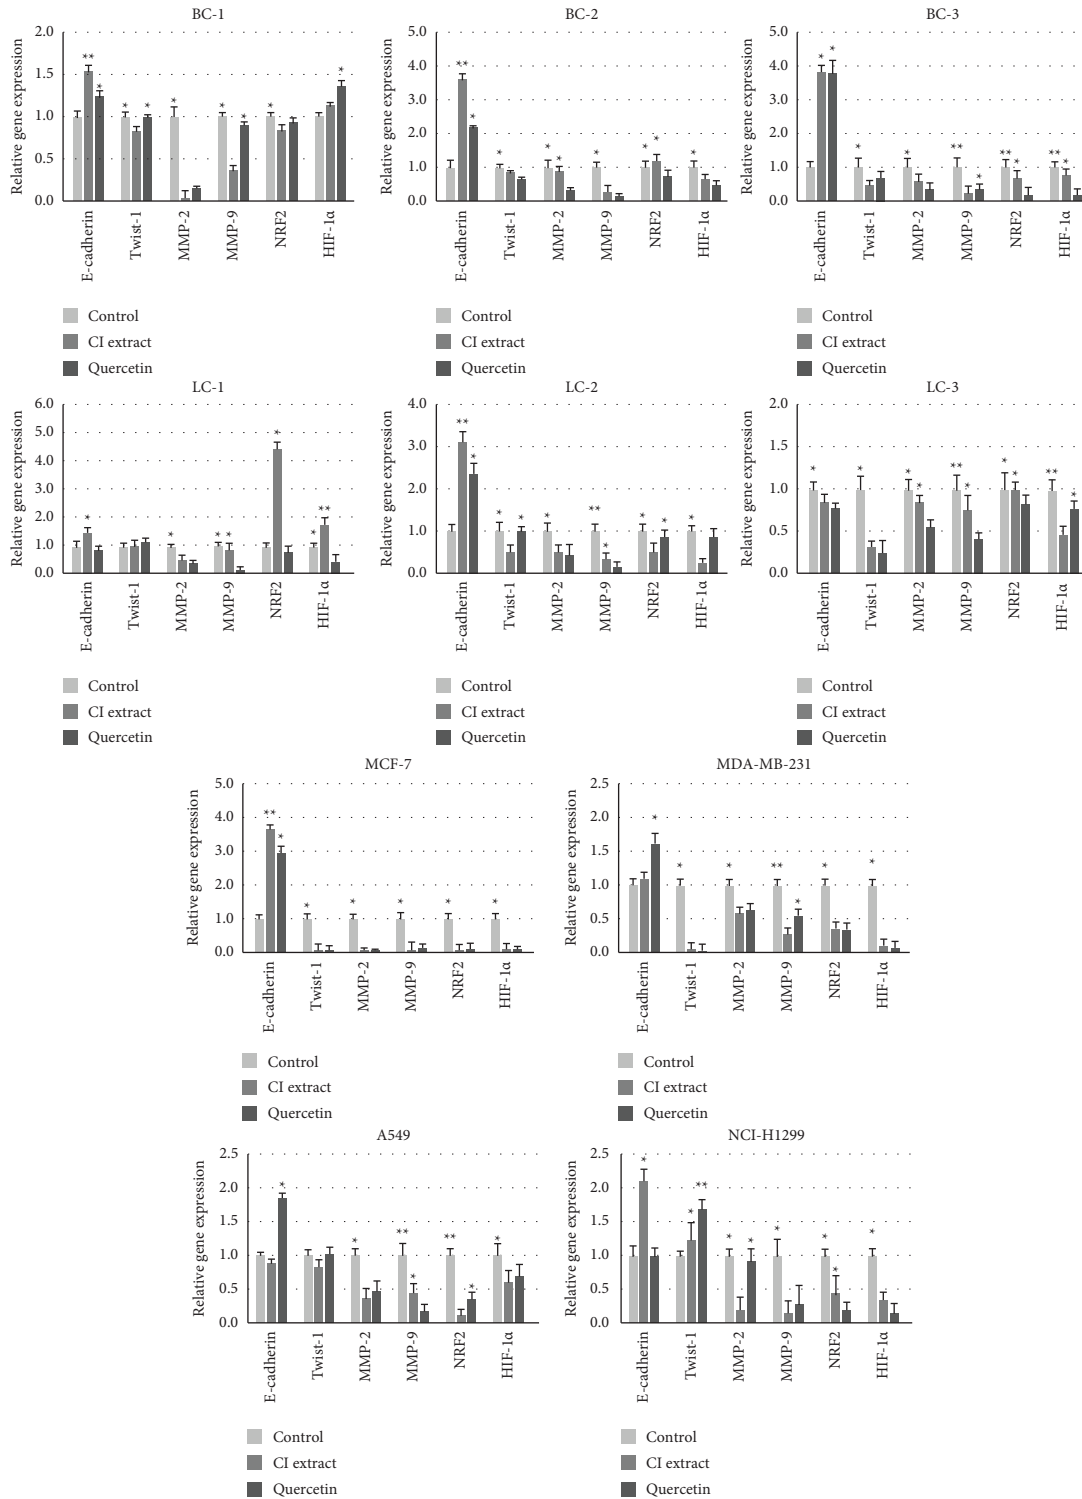 BC-1
Relative gene expression
2.0
1.5
1.0
0.5
0.0
** * * * * * * * *
E-cadherin
Twist-1
MMP-2
MMP-9
NRF2
HIF-1α
Control
CI extract
Quercetin
BC-2
Relative gene expression
5.0
4.0
3.0
2.0
1.0
0.0
** * * * * * * * *
E-cadherin
Twist-1
MMP-2
MMP-9
NRF2
HIF-1α
Control
CI extract
Quercetin
BC-3
Relative gene expression
5.0
4.0
3.0
2.0
1.0
0.0
* * * * ** * ** * ** *
E-cadherin
Twist-1
MMP-2
MMP-9
NRF2
HIF-1α
Control
CI extract
Quercetin
LC-1
Relative gene expression
6.0
5.0
4.0
3.0
2.0
1.0
0.0
* * * * * * **
E-cadherin
Twist-1
MMP-2
MMP-9
NRF2
HIF-1α
Control
CI extract
Quercetin
LC-2
Relative gene expression
4.0
3.0
2.0
1.0
0.0
** * * * * ** * * * *
E-cadherin
Twist-1
MMP-2
MMP-9
NRF2
HIF-1α
Control
CI extract
Quercetin
LC-3
Relative gene expression
2.0
1.5
1.0
0.5
0.0
* * * * ** * * * ** *
E-cadherin
Twist-1
MMP-2
MMP-9
NRF2
HIF-1α
Control
CI extract
Quercetin
MCF-7
Relative gene expression
5.0
4.0
3.0
2.0
1.0
0.0
** * * * * * *
E-cadherin
Twist-1
MMP-2
MMP-9
NRF2
HIF-1α
Control
CI extract
Quercetin
MDA-MB-231
Relative gene expression
2.5
2.0
1.5
1.0
0.5
0.0
* * * ** * * *
E-cadherin
Twist-1
MMP-2
MMP-9
NRF2
HIF-1α
Control
CI extract
Quercetin
A549
Relative gene expression
2.5
2.0
1.5
1.0
0.5
0.0
* * ** * ** * *
E-cadherin
Twist-1
MMP-2
MMP-9
NRF2
HIF-1α
Control
CI extract
Quercetin
NCI-H1299
Relative gene expression
2.5
2.0
1.5
1.0
0.5
0.0
* * ** * * * * * *
E-cadherin
Twist-1
MMP-2
MMP-9
NRF2
HIF-1α
Control
CI extract
Quercetin